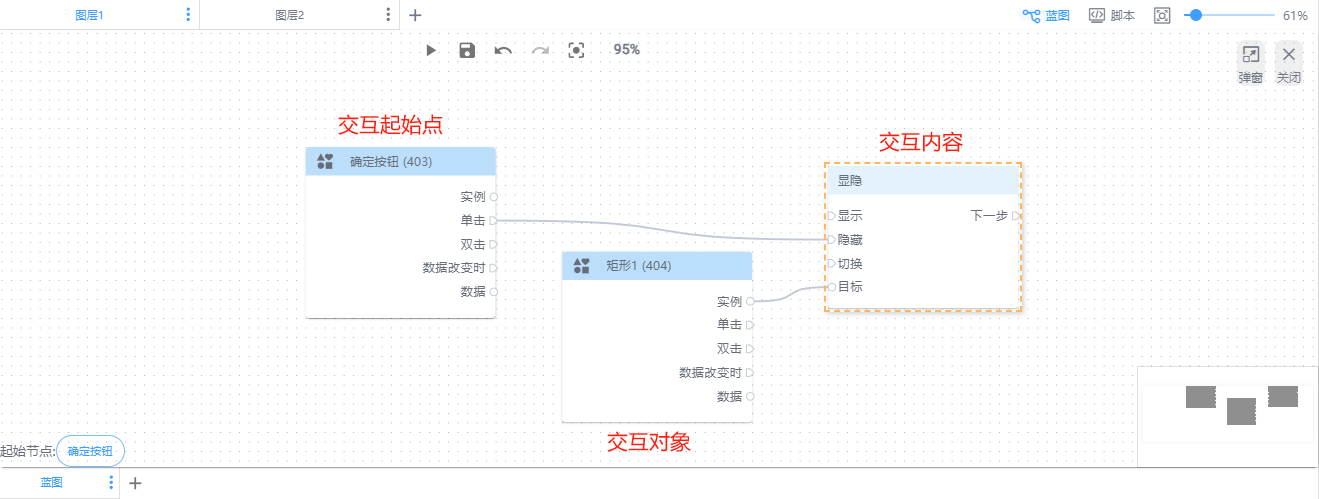 图层1
图层2
蓝图
脚本
61%
95%
弹窗
关闭
交互起始点
确定按钮 (403)
实例
单击
双击
数据改变时
数据
交互内容
显隐
显示
下一步
隐藏
切换
目标
矩形1 (404)
实例
单击
双击
数据改变时
数据
交互对象
起始节点:
确定按钮
蓝图